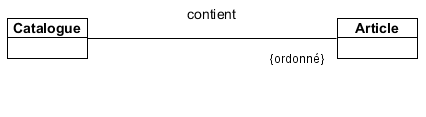 contient
Catalogue
Article
{ordonné}